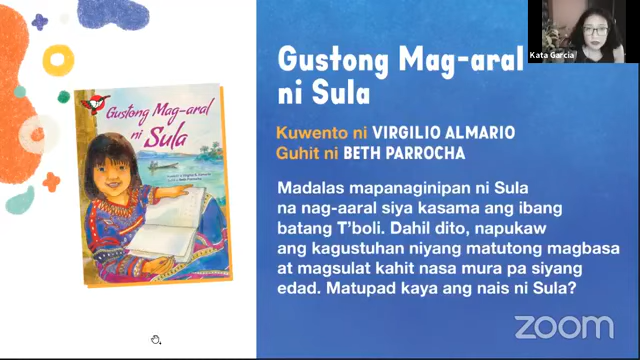 Gustong Mag-aral
ni Sula
Kuwento ni VIRGILIO ALMARIO
Guhit ni BETH PARROCHA
Madalas mapanaginipan ni Sula
na nag-aaral siya kasama ang ibang
batang T'boli. Dahil dito, napukaw
ang kagustuhan niyang matutong magbasa
at magsulat kahit nasa mura pa siyang
edad. Matupad kaya ang nais ni Sula?
Gustong Mag-aral
ni Sula
Kata Garcia
zoom